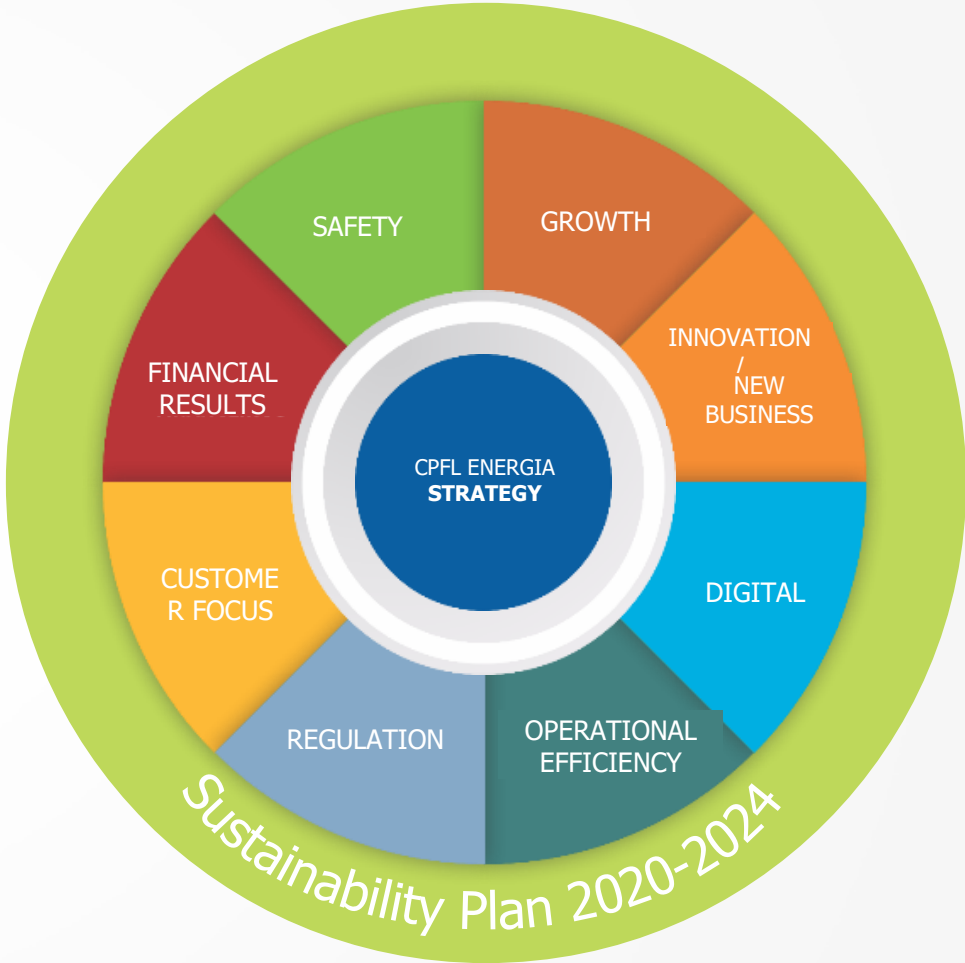 SAFETY
GROWTH
INNOVATION
/
NEW
BUSINESS
FINANCIAL
RESULTS
CPFL ENERGIA
STRATEGY
CUSTOME
R FOCUS
DIGITAL
REGULATION
OPERATIONAL
EFFICIENCY
Sustainability Plan 2020-2024